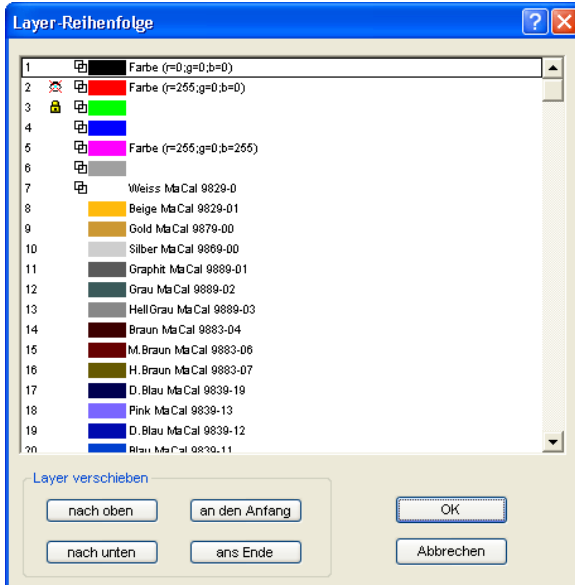 Layer-Reihenfolge
1 Farbe (r=0;g=0;b=0)
2 Farbe (r=255;g=0;b=0)
3
4
5 Farbe (r=255;g=0;b=255)
6
7 Weiss MaCal 9829-0
8 Beige MaCal 9829-01
9 Gold MaCal 9879-00
10 Silber MaCal 9869-00
11 Graphit MaCal 9889-01
12 Grau MaCal 9889-02
13 HellGrau MaCal 9889-03
14 Braun MaCal 9883-04
15 M.Braun MaCal 9883-06
16 H.Braun MaCal 9883-07
17 D.Blau MaCal 9839-19
18 Pink MaCal 9839-13
19 D.Blau MaCal 9839-12
20 Blau MaCal 9839-11
Layer verschieben
nach oben an den Anfang OK
nach unten ans Ende Abbrechen